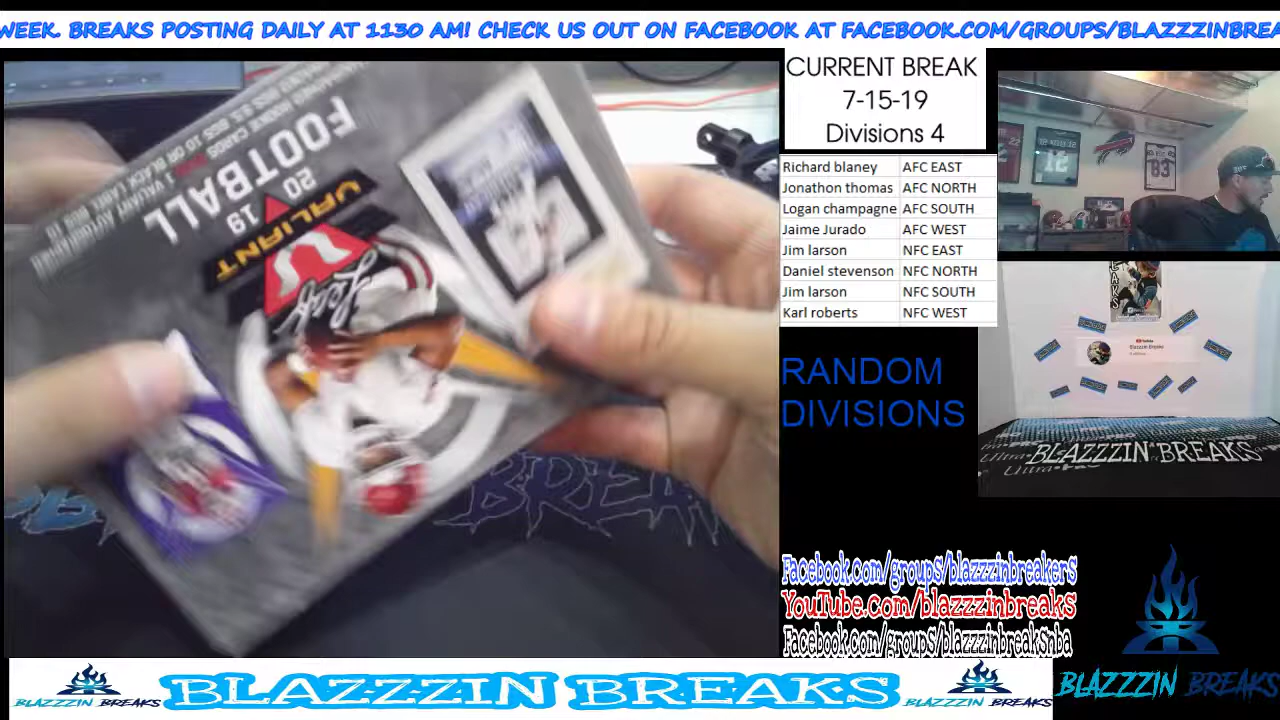 WEEK. BREAKS POSTING DAILY AT 1130 AM! CHECK US OUT ON FACEBOOK AT FACEBOOK.COM/GROUPS/BLAZZZINBREA
FOOTBALL
20 19
VALIANT
Leaf
CURRENT BREAK
7-15-19
Divisions 4
Richard blaney AFC EAST
Jonathon thomas AFC NORTH
Logan champagne AFC SOUTH
Jaime Jurado AFC WEST
Jim larson NFC EAST
Daniel stevenson NFC NORTH
Jim larson NFC SOUTH
Karl roberts NFC WEST
RANDOM
DIVISIONS
12
83
BLAZZZIN BREAKS
Facebook.com/groups/blazzzinbreakers
YouTube.com/blazzzinbreaks
Facebook.com/groups/blazzzinbreaksnba
BLAZZZIN BREAKS
BLAZZZIN BREAKS
BLAZZZIN BREAKS
BLAZZZIN BREAKS